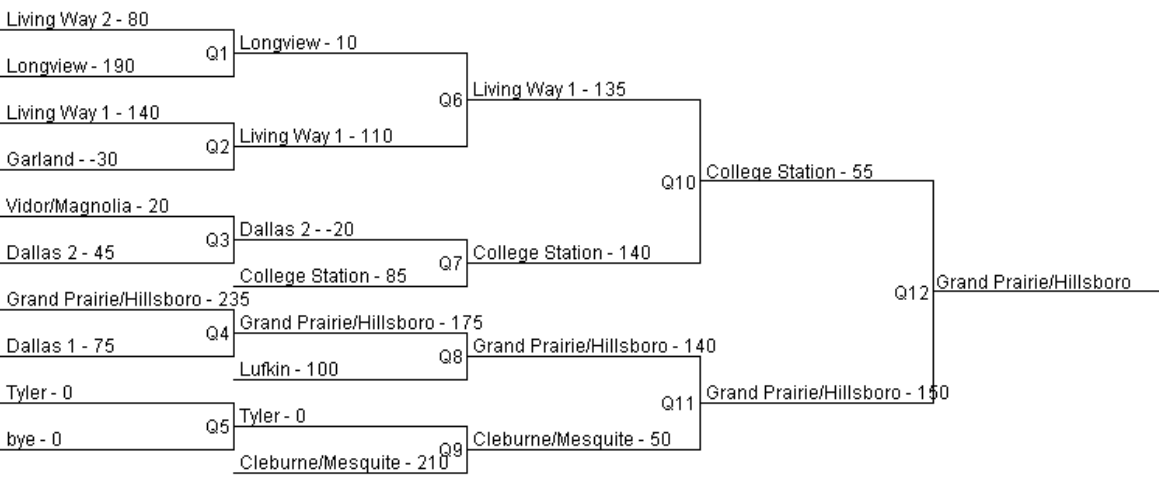 Living Way 2 - 80
Longview - 10
Q1
Longview - 190
Living Way 1 - 135
Q6
Living Way 1 - 140
Living Way 1 - 110
Q2
Garland - -30
College Station - 55
Q10
Vidor/Magnolia - 20
Dallas 2 - -20
Q3
Dallas 2 - 45
College Station - 140
Q7
College Station - 85
Grand Prairie/Hillsboro
Q12
Grand Prairie/Hillsboro - 235
Grand Prairie/Hillsboro - 175
Q4
Dallas 1 - 75
Grand Prairie/Hillsboro - 140
Q8
Lufkin - 100
Tyler - 0
Grand Prairie/Hillsboro - 150
Q11
Tyler - 0
Q5
bye - 0
Cleburne/Mesquite - 50
Q9
Cleburne/Mesquite - 210